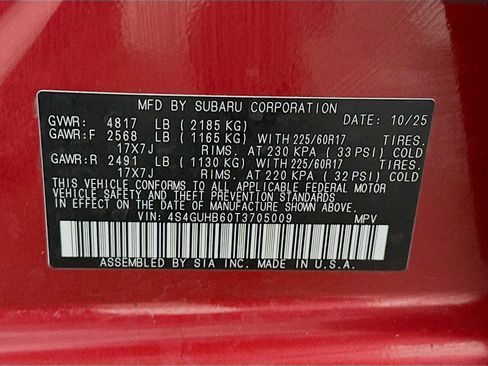 MFD BY SUBARU CORPORATION
GVWR: 4817 LB ( 2185 KG) DATE: 10/25
GAWR:F 2568 LB ( 1165 KG) WITH 225/60R17 TIRES.
17X7J RIMS. AT 230 KPA ( 33 PSI) COLD
GAWR:R 2491 LB ( 1130 KG) WITH 225/60R17 TIRES.
17X7J RIMS. AT 220 KPA ( 32 PSI) COLD
THIS VEHICLE CONFORMS TO ALL APPLICABLE FEDERAL MOTOR
VEHICLE SAFETY AND THEFT PREVENTION STANDARDS
IN EFFECT ON THE DATE OF MANUFACTURE SHOWN ABOVE.
VIN: 4S4GUHB60T3705009 MPV
ASSEMBLED BY SIA INC. MADE IN U.S.A.